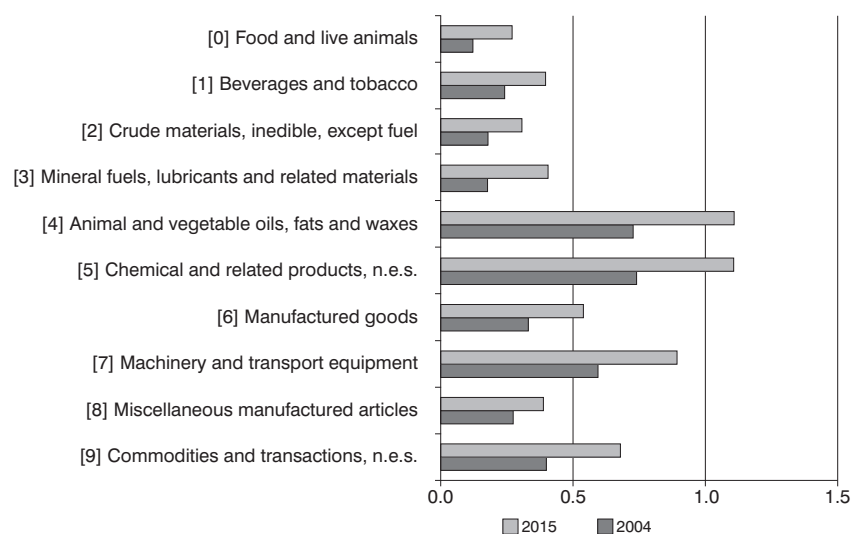 [0] Food and live animals
[1] Beverages and tobacco
[2] Crude materials, inedible, except fuel
[3] Mineral fuels, lubricants and related materials
[4] Animal and vegetable oils, fats and waxes
[5] Chemical and related products, n.e.s.
[6] Manufactured goods
[7] Machinery and transport equipment
[8] Miscellaneous manufactured articles
[9] Commodities and transactions, n.e.s.
0.0 0.5 1.0 1.5
2015 2004